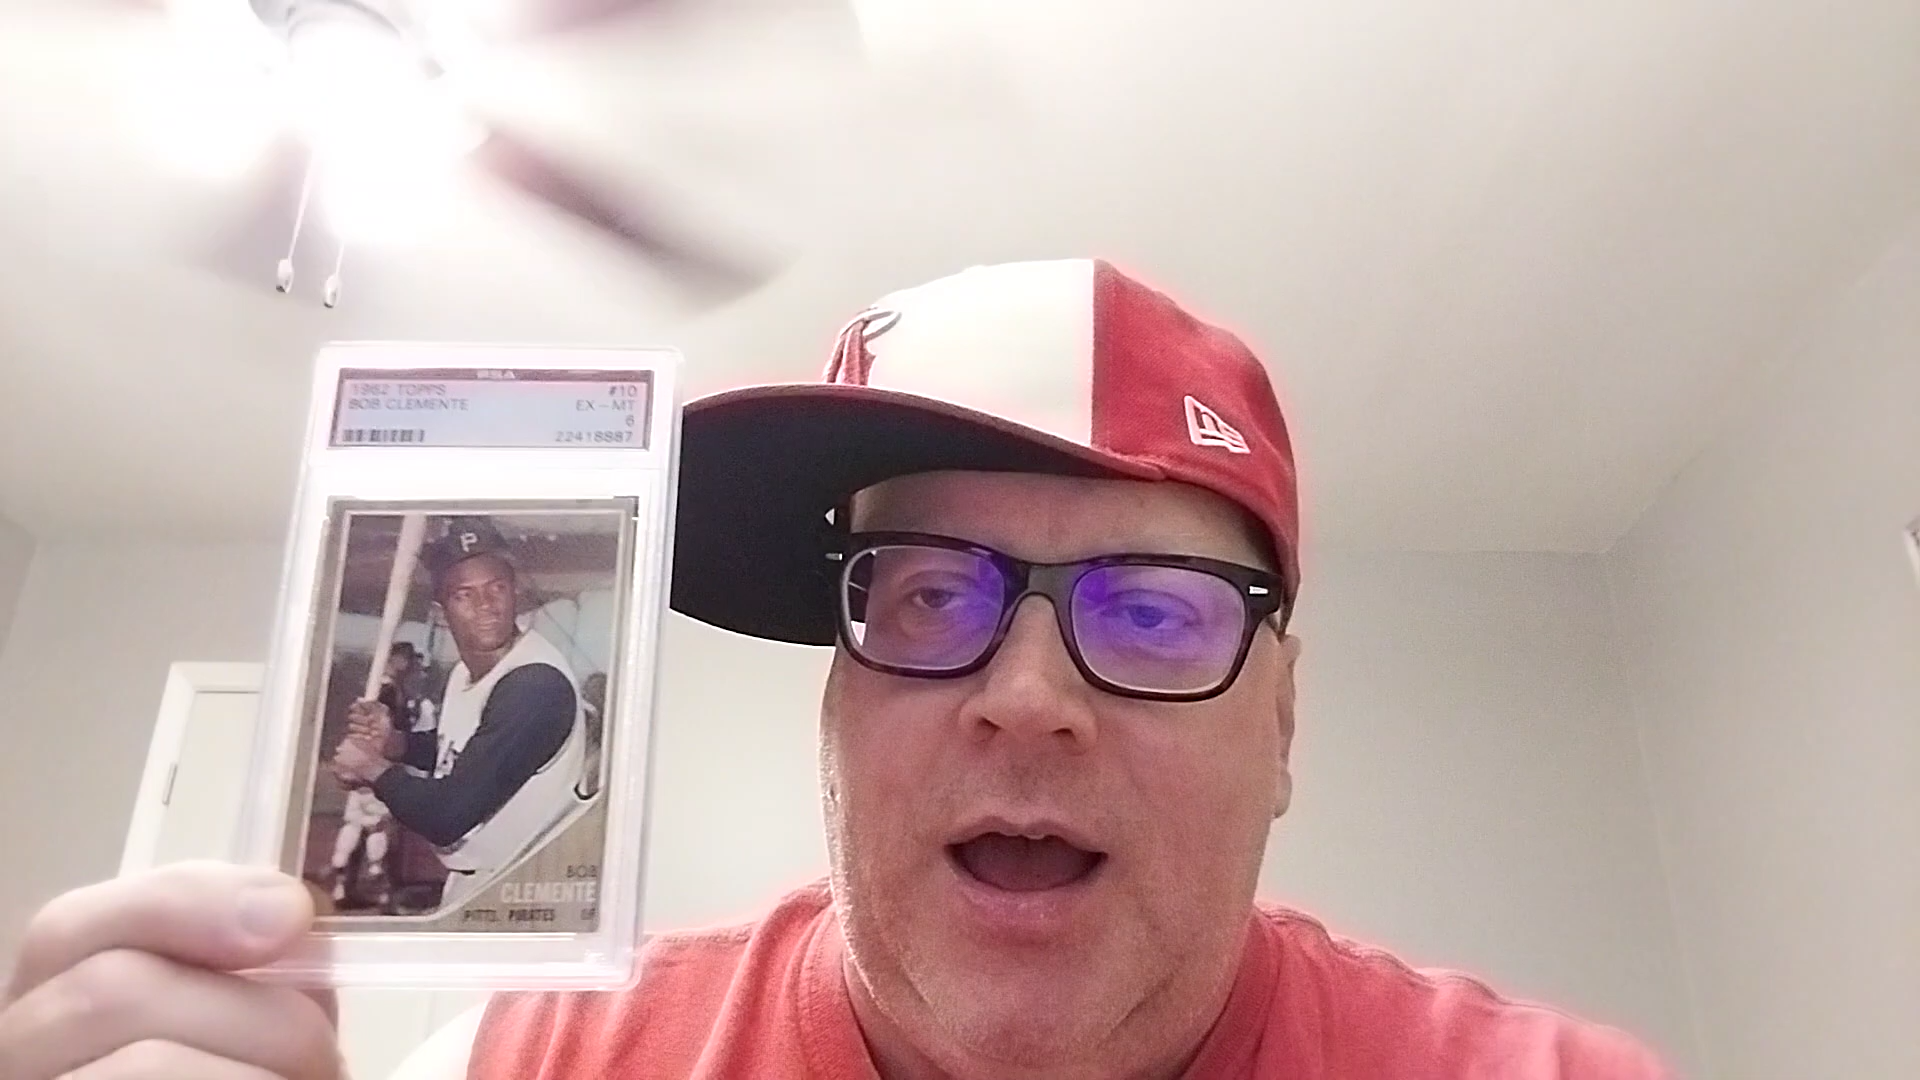 PSA
1962 TOPPS #10
BOB CLEMENTE EX - MT
6
22418887
P
BOB
CLEMENTE
PITTS. PIRATES OF